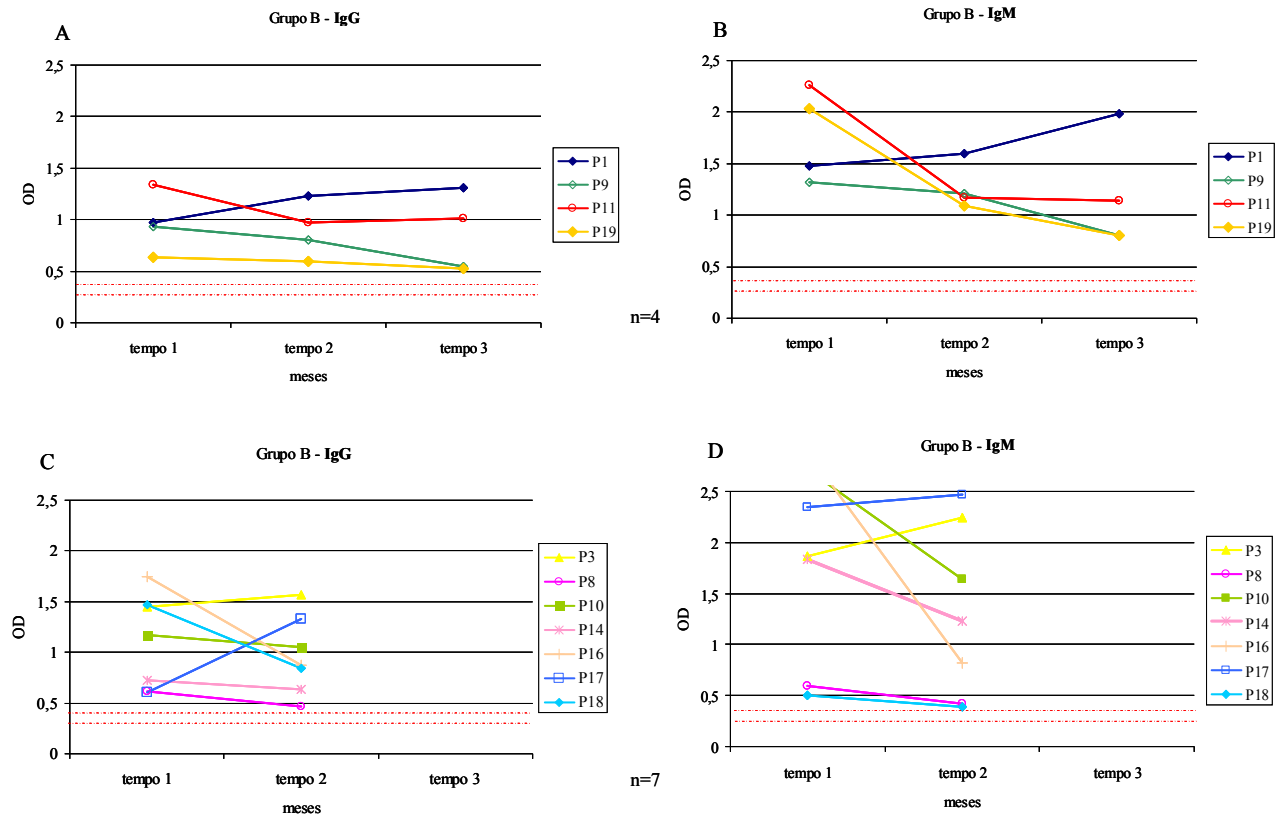 A
Grupo B - IgG
2,5
2
1,5
1
0,5
0
OD
tempo 1
tempo 2
tempo 3
meses
P1
P9
P11
P19
B
Grupo B - IgM
2,5
2
1,5
1
0,5
0
OD
tempo 1
tempo 2
tempo 3
meses
P1
P9
P11
P19
n=4
C
Grupo B - IgG
2,5
2
1,5
1
0,5
0
OD
tempo 1
tempo 2
tempo 3
meses
P3
P8
P10
P14
P16
P17
P18
D
Grupo B - IgM
2,5
2
1,5
1
0,5
0
OD
tempo 1
tempo 2
tempo 3
meses
P3
P8
P10
P14
P16
P17
P18
n=7